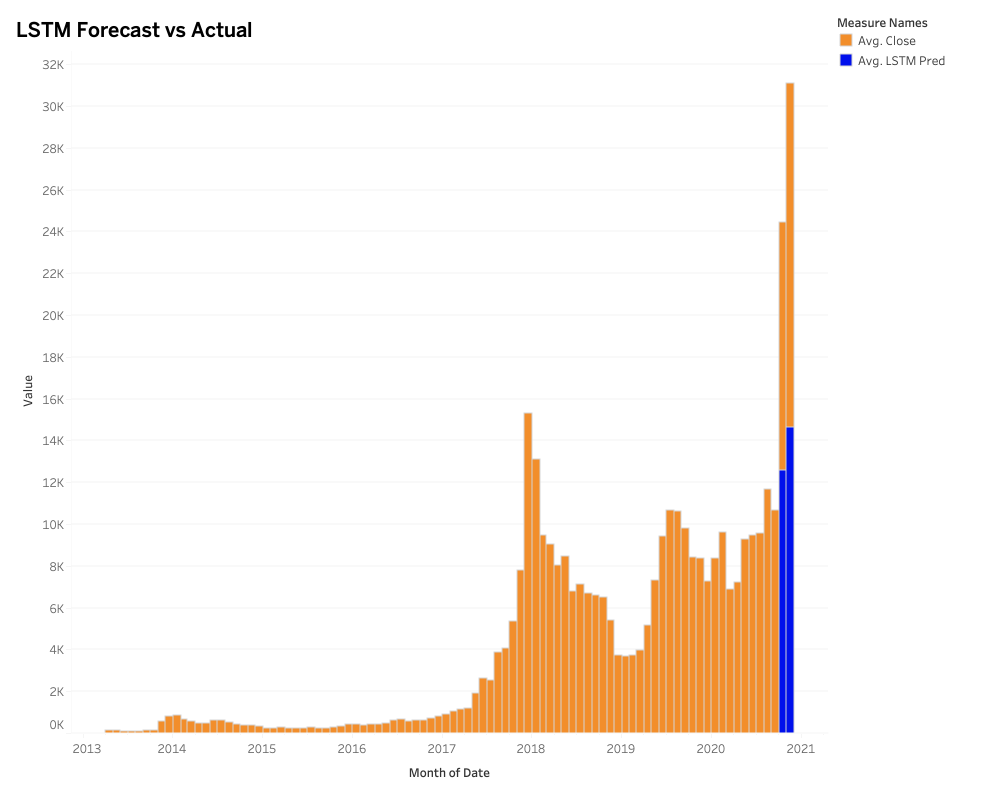 LSTM Forecast vs Actual
Measure Names
Avg. Close
Avg. LSTM Pred
32K
30K
28K
26K
24K
22K
20K
18K
16K
14K
12K
10K
8K
6K
4K
2K
0K
Value
2013 2014 2015 2016 2017 2018 2019 2020 2021
Month of Date